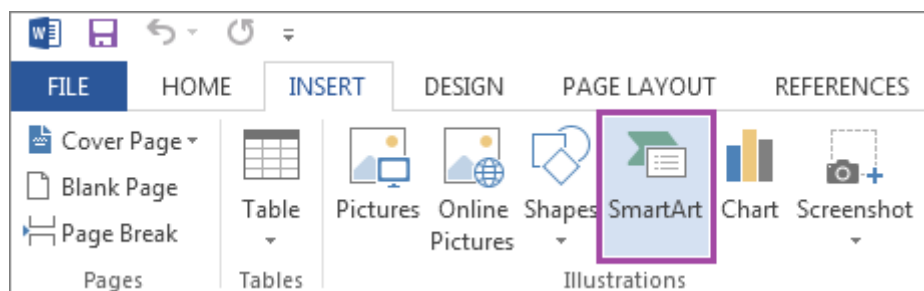 FILE HOME INSERT DESIGN PAGE LAYOUT REFERENCES
Cover Page
Blank Page
Page Break
Pages
Table
Tables
Pictures
Online
Pictures
Shapes
SmartArt
Chart
Screenshot
Illustrations